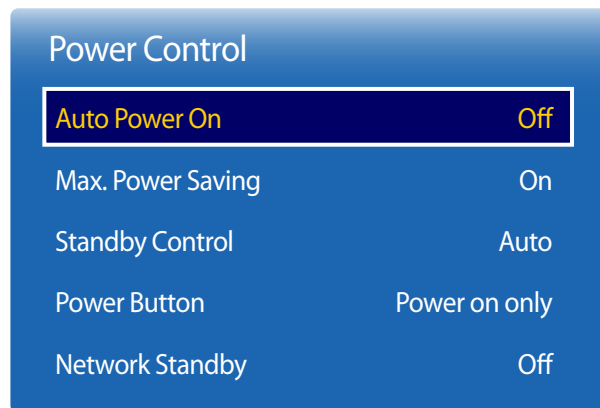 Power Control
Auto Power On Off
Max. Power Saving On
Standby Control Auto
Power Button Power on only
Network Standby Off